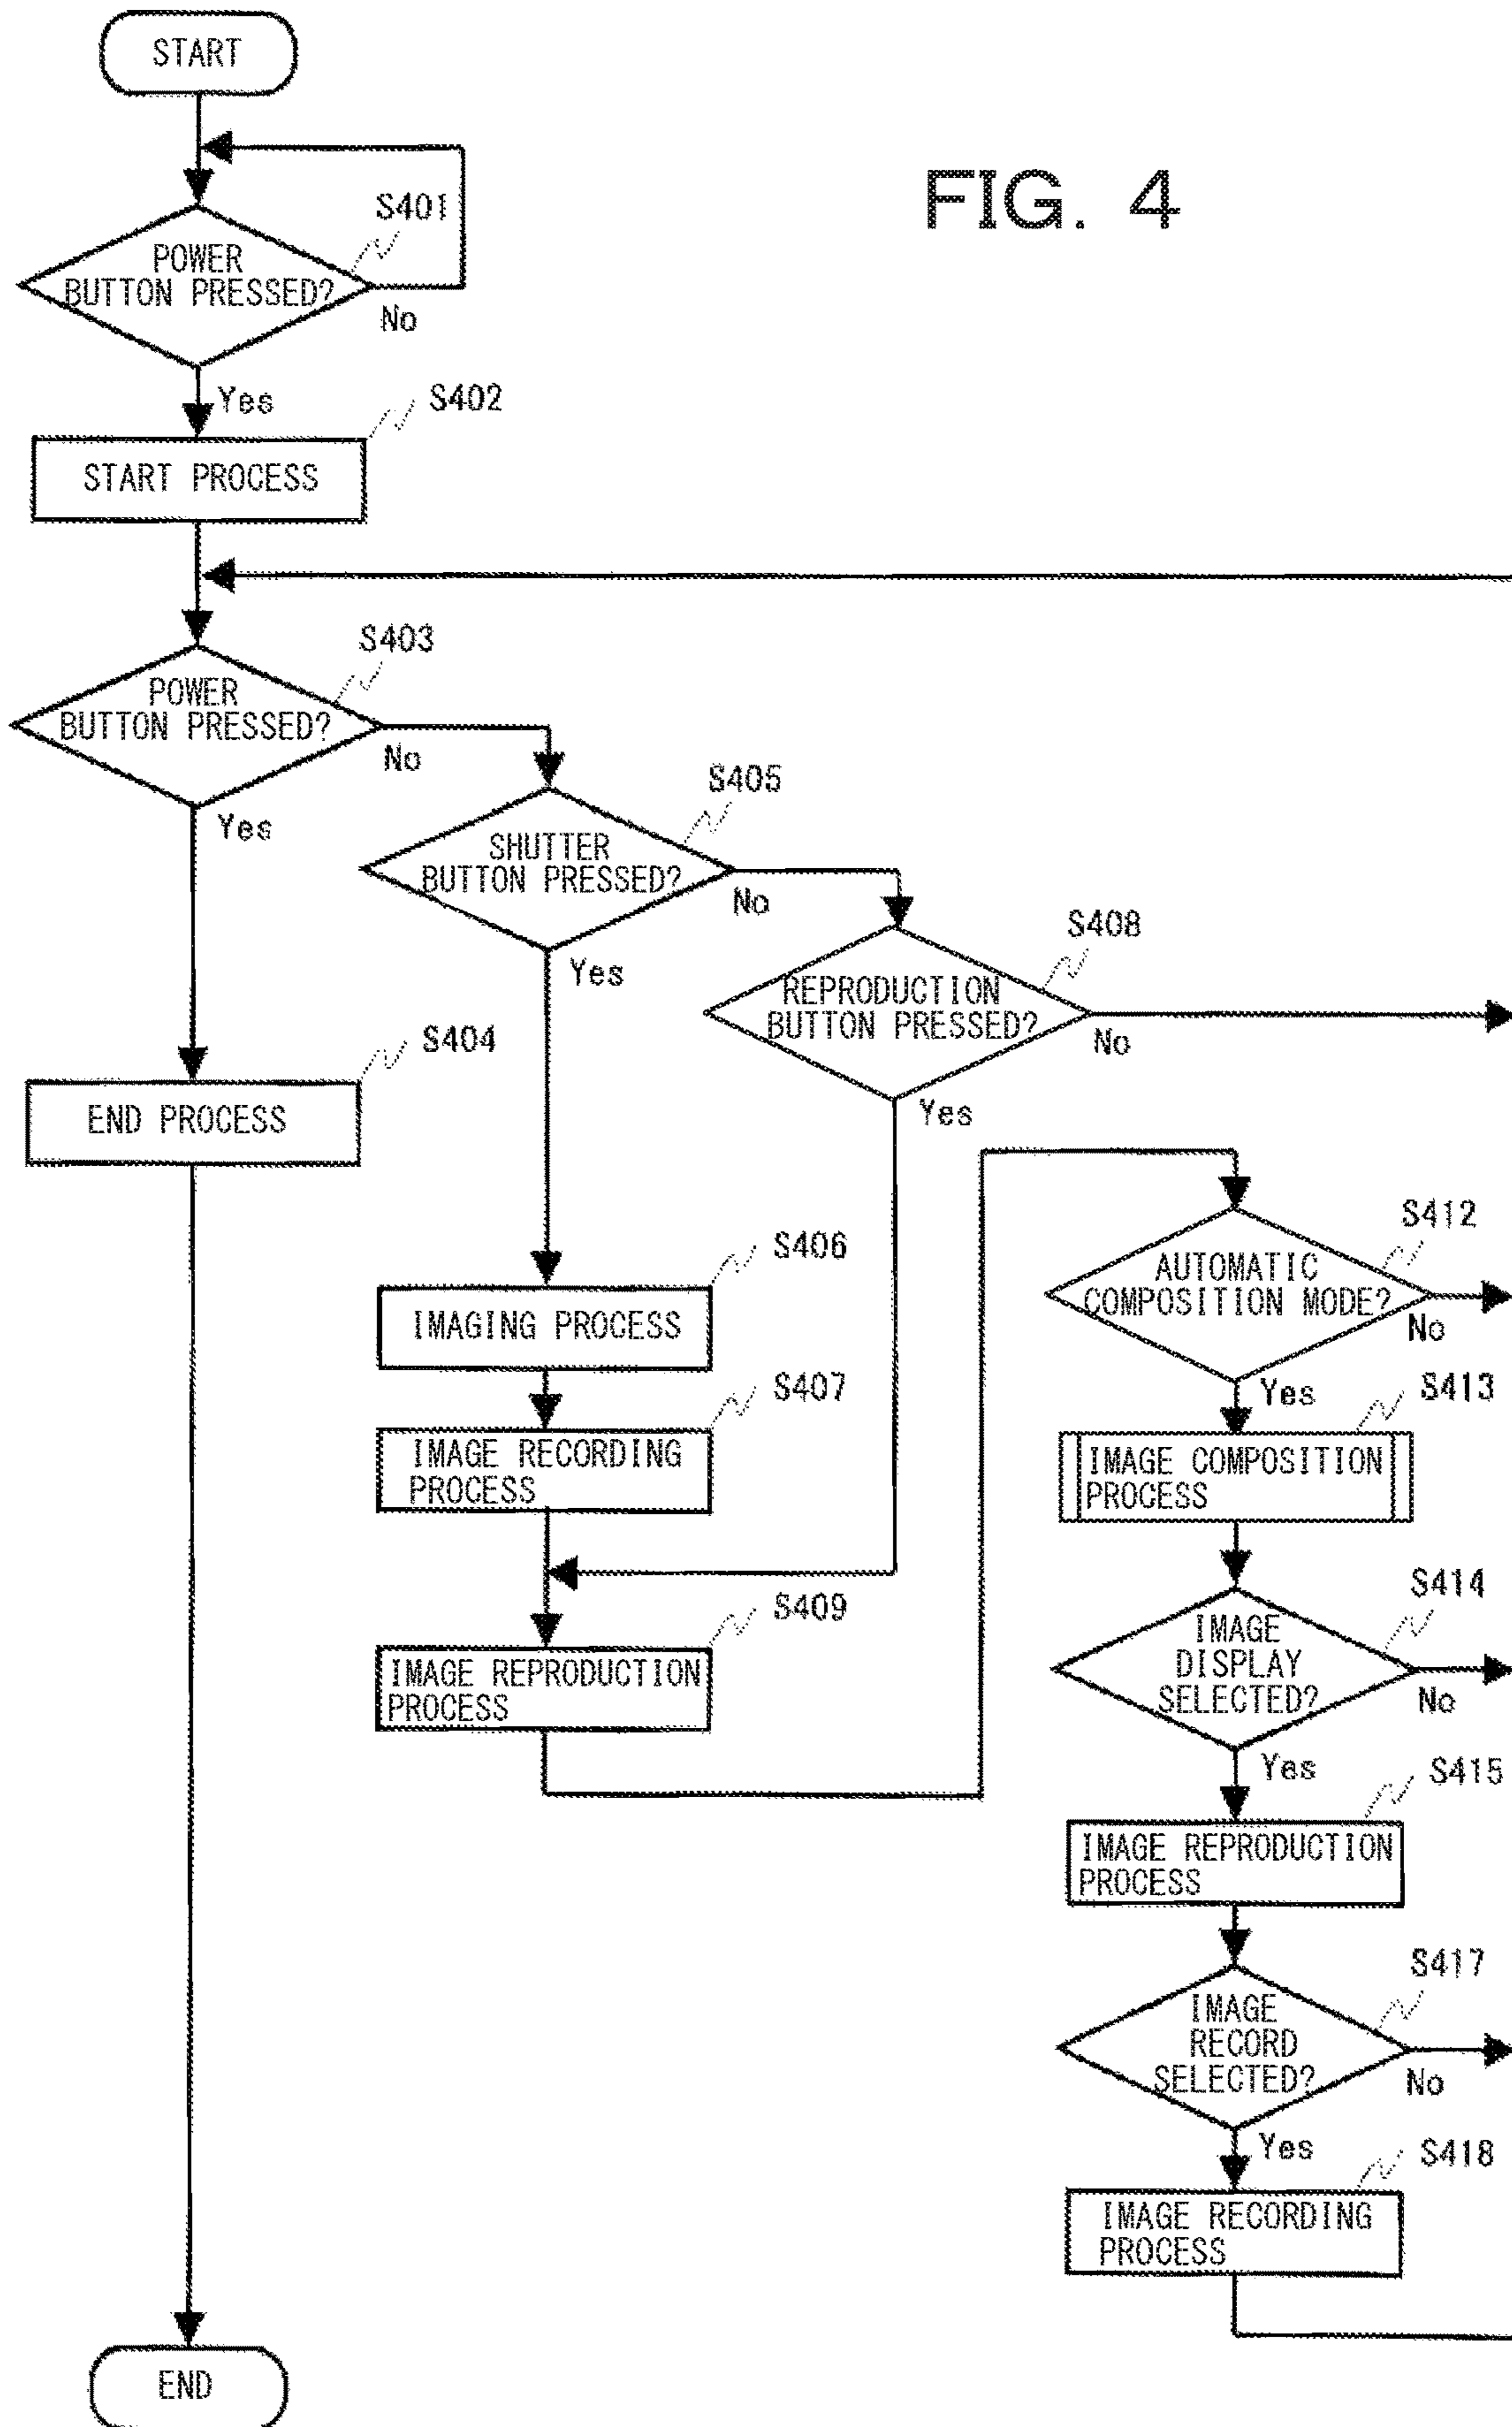 START
FIG. 4
S401
POWER
BUTTON PRESSED?
No
Yes
S402
START PROCESS
S403
POWER
BUTTON PRESSED?
No
Yes
S405
SHUTTER
BUTTON PRESSED?
No
Yes
S408
REPRODUCTION
BUTTON PRESSED?
No
Yes
S404
END PROCESS
S406
IMAGING PROCESS
S407
IMAGE RECORDING
PROCESS
S409
IMAGE REPRODUCTION
PROCESS
S412
AUTOMATIC
COMPOSITION MODE?
No
Yes
S413
IMAGE COMPOSITION
PROCESS
S414
IMAGE
DISPLAY
SELECTED?
No
Yes
S415
IMAGE REPRODUCTION
PROCESS
S417
IMAGE
RECORD
SELECTED?
No
Yes
S418
IMAGE RECORDING
PROCESS
END